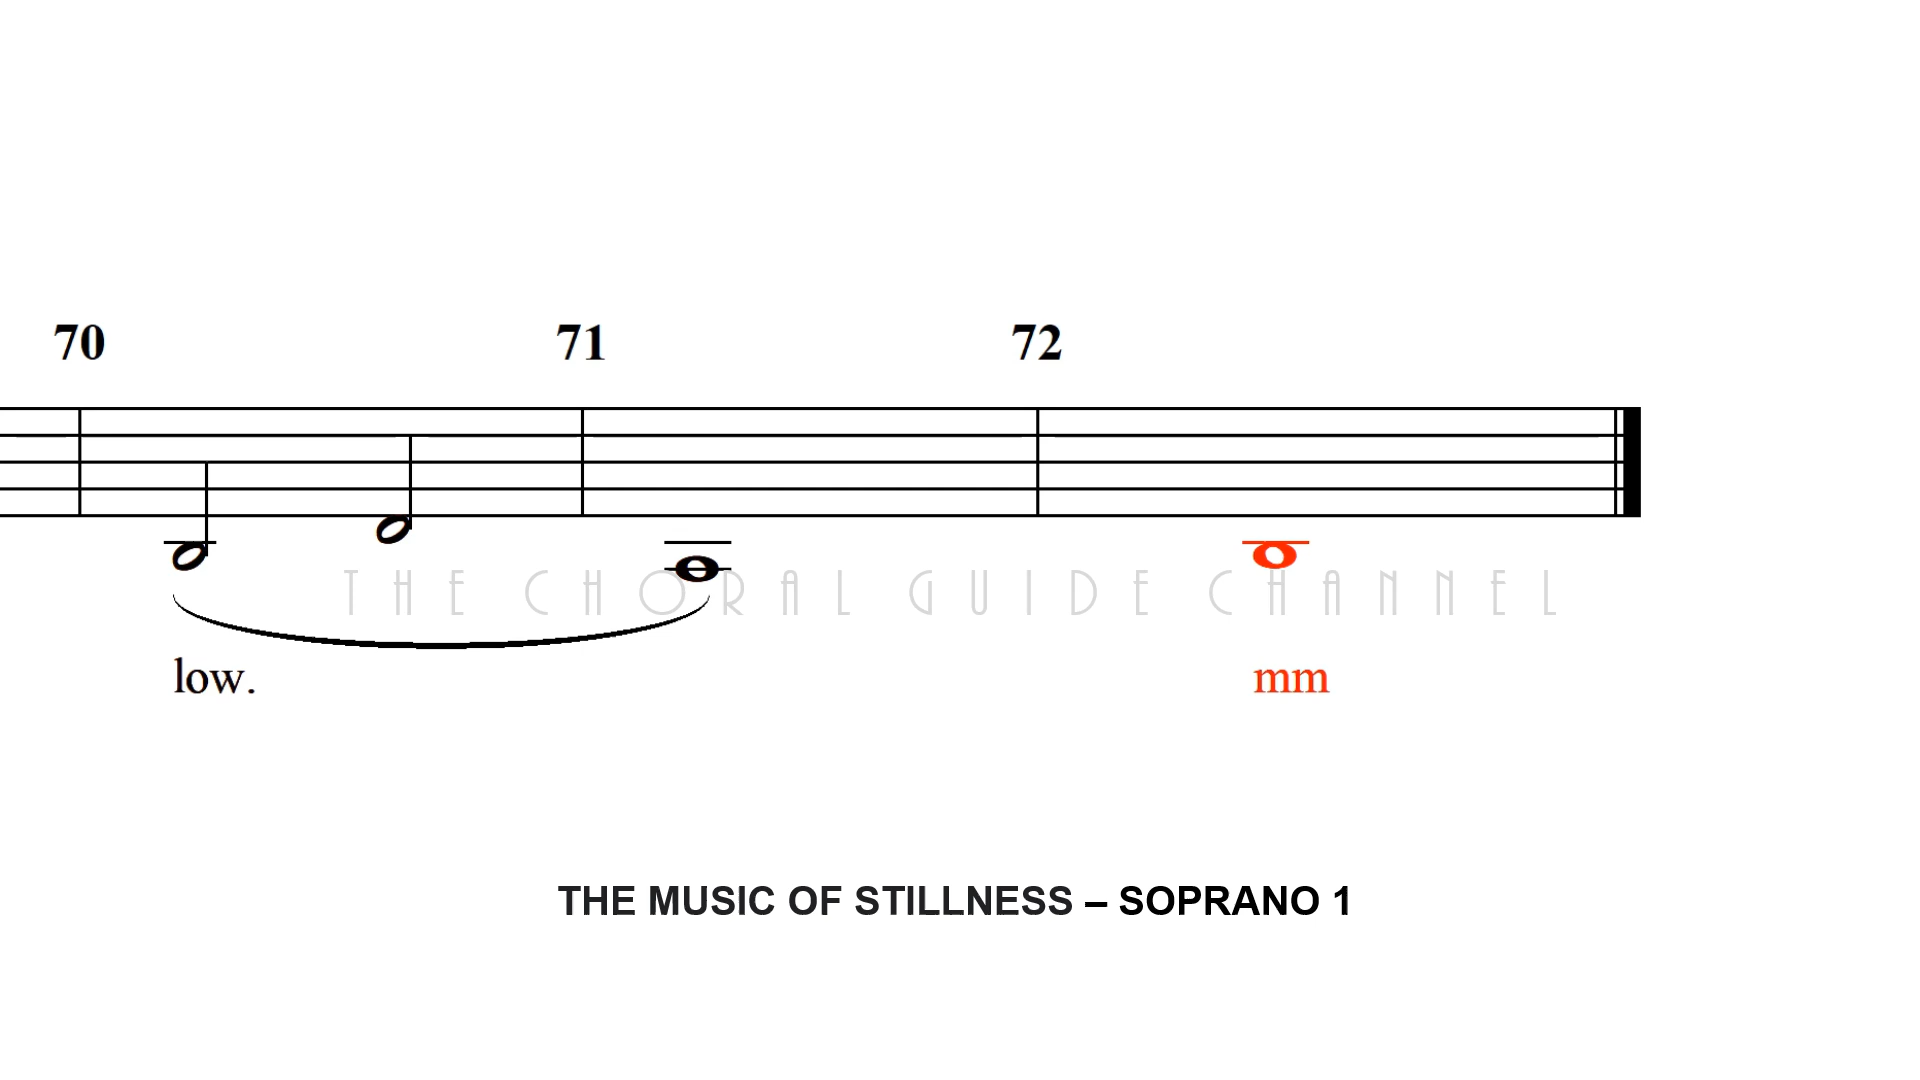 70 71 72
THE CHORAL GUIDE CHANNEL
low. mm
THE MUSIC OF STILLNESS – SOPRANO 1